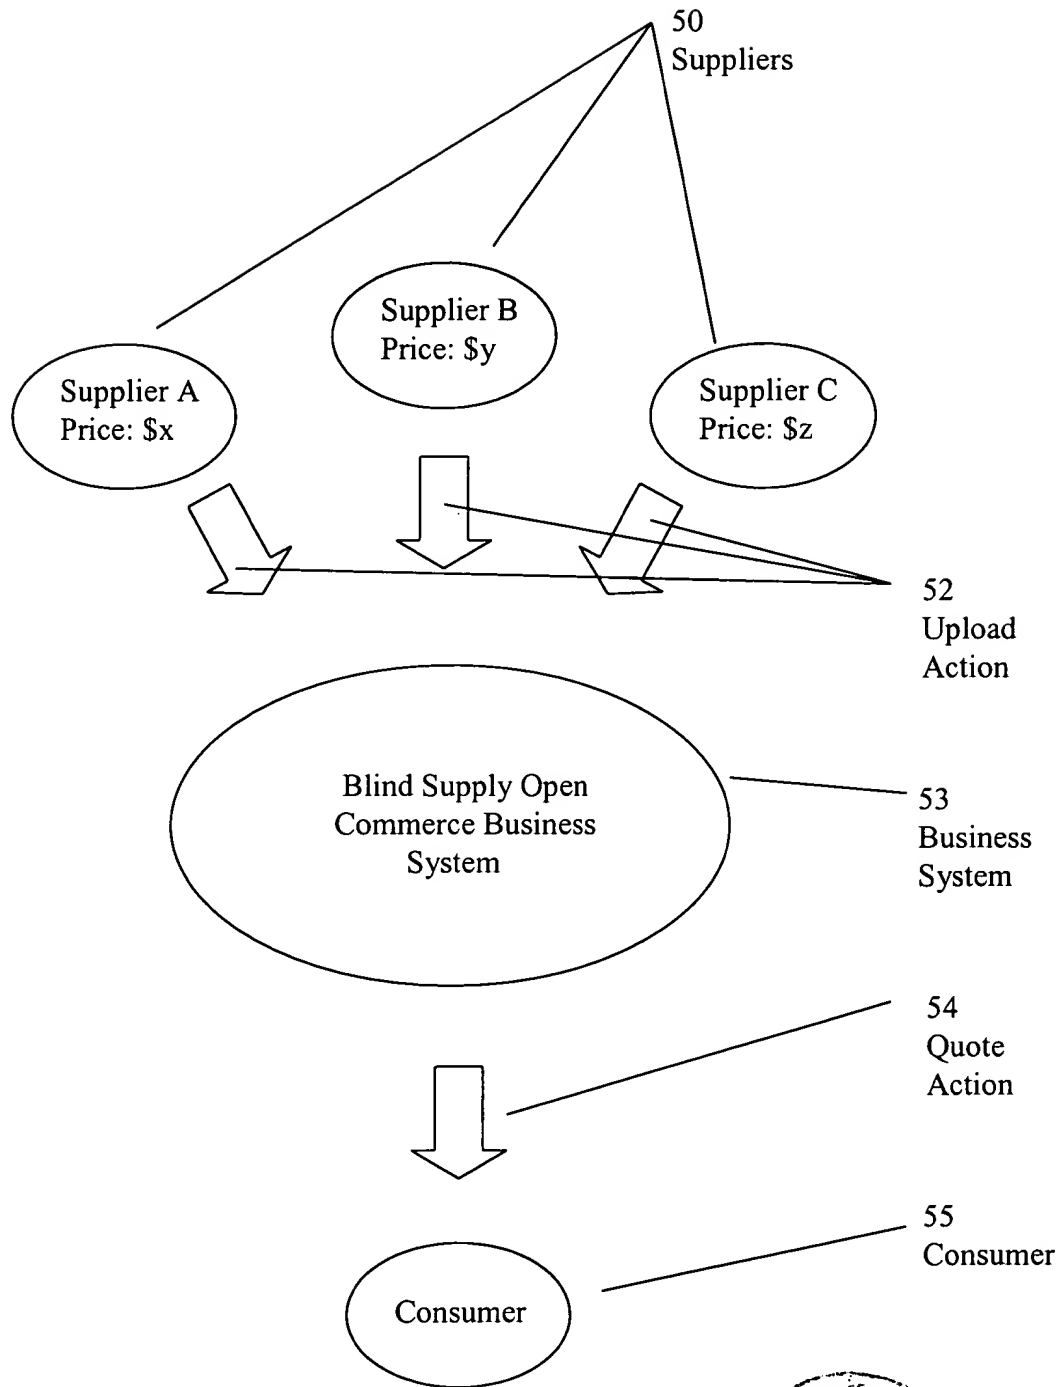 50
Suppliers
Supplier B
Price: $y
Supplier A
Price: $x
Supplier C
Price: $z
52
Upload
Action
Blind Supply Open
Commerce Business
System
53
Business
System
54
Quote
Action
55
Consumer
Consumer